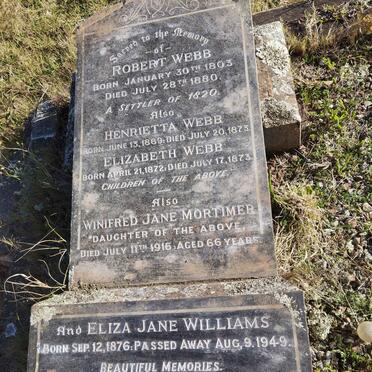 Sacred to the Memory
-of-
ROBERT WEBB
BORN JANUARY 30TH 1803
DIED JULY 28TH 1880.
A SETTLER OF 1820.
Also
HENRIETTA WEBB
BORN JUNE 13, 1869. DIED JULY 20, 1873.
ELIZABETH WEBB
BORN APRIL 21, 1872. DIED JULY 17, 1873.
CHILDREN OF THE ABOVE.
Also
WINIFRED JANE MORTIMER
DAUGHTER OF THE ABOVE.
DIED JULY 11TH 1916, AGED 66 YEARS.
And ELIZA JANE WILLIAMS
BORN SEP. 12, 1876. PASSED AWAY AUG. 9, 1949.
BEAUTIFUL MEMORIES.